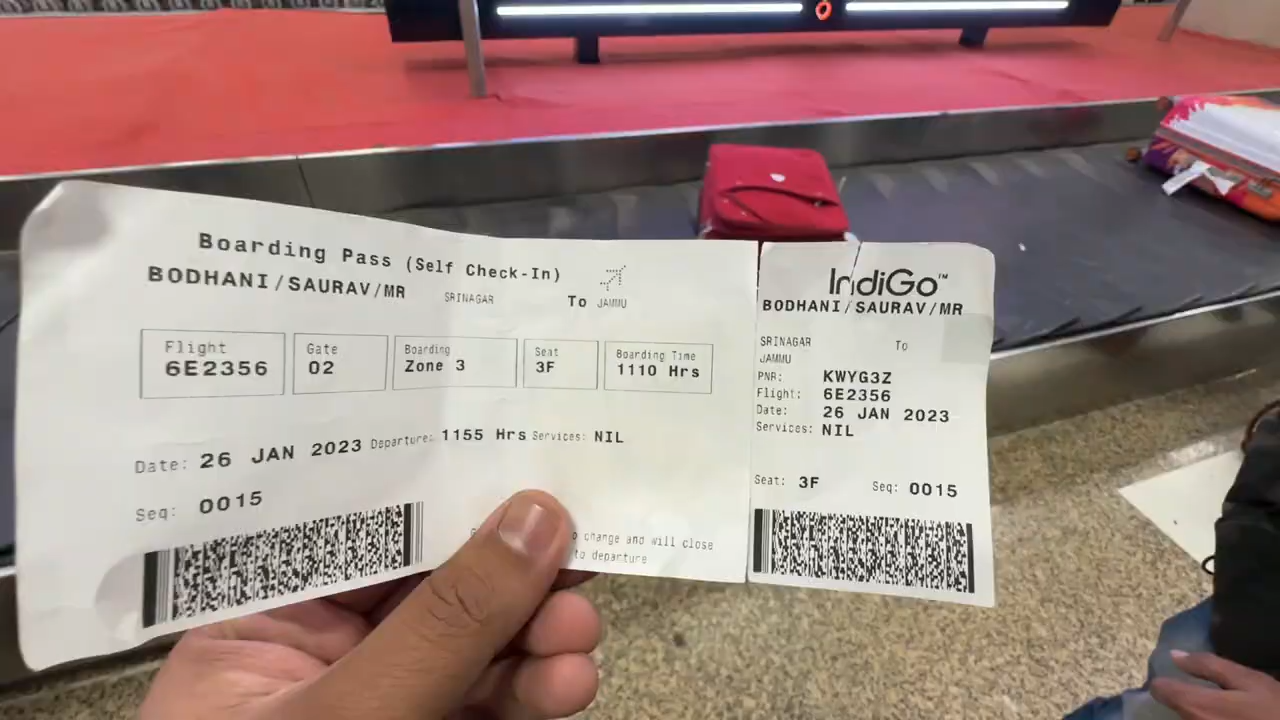 Boarding Pass (Self Check-In)
BODHANI/SAURAV/MR SRINAGAR To JAMMU
Flight Gate Boarding Seat Boarding Time
6E2356 02 Zone 3 3F 1110 Hrs
Date: 26 JAN 2023 Departure: 1155 Hrs Services: NIL
Seq: 0015
change and will close
to departure
IndiGo™
BODHANI/SAURAV/MR
SRINAGAR To
JAMMU
PNR: KWYG3Z
Flight: 6E2356
Date: 26 JAN 2023
Services: NIL
Seat: 3F Seq: 0015